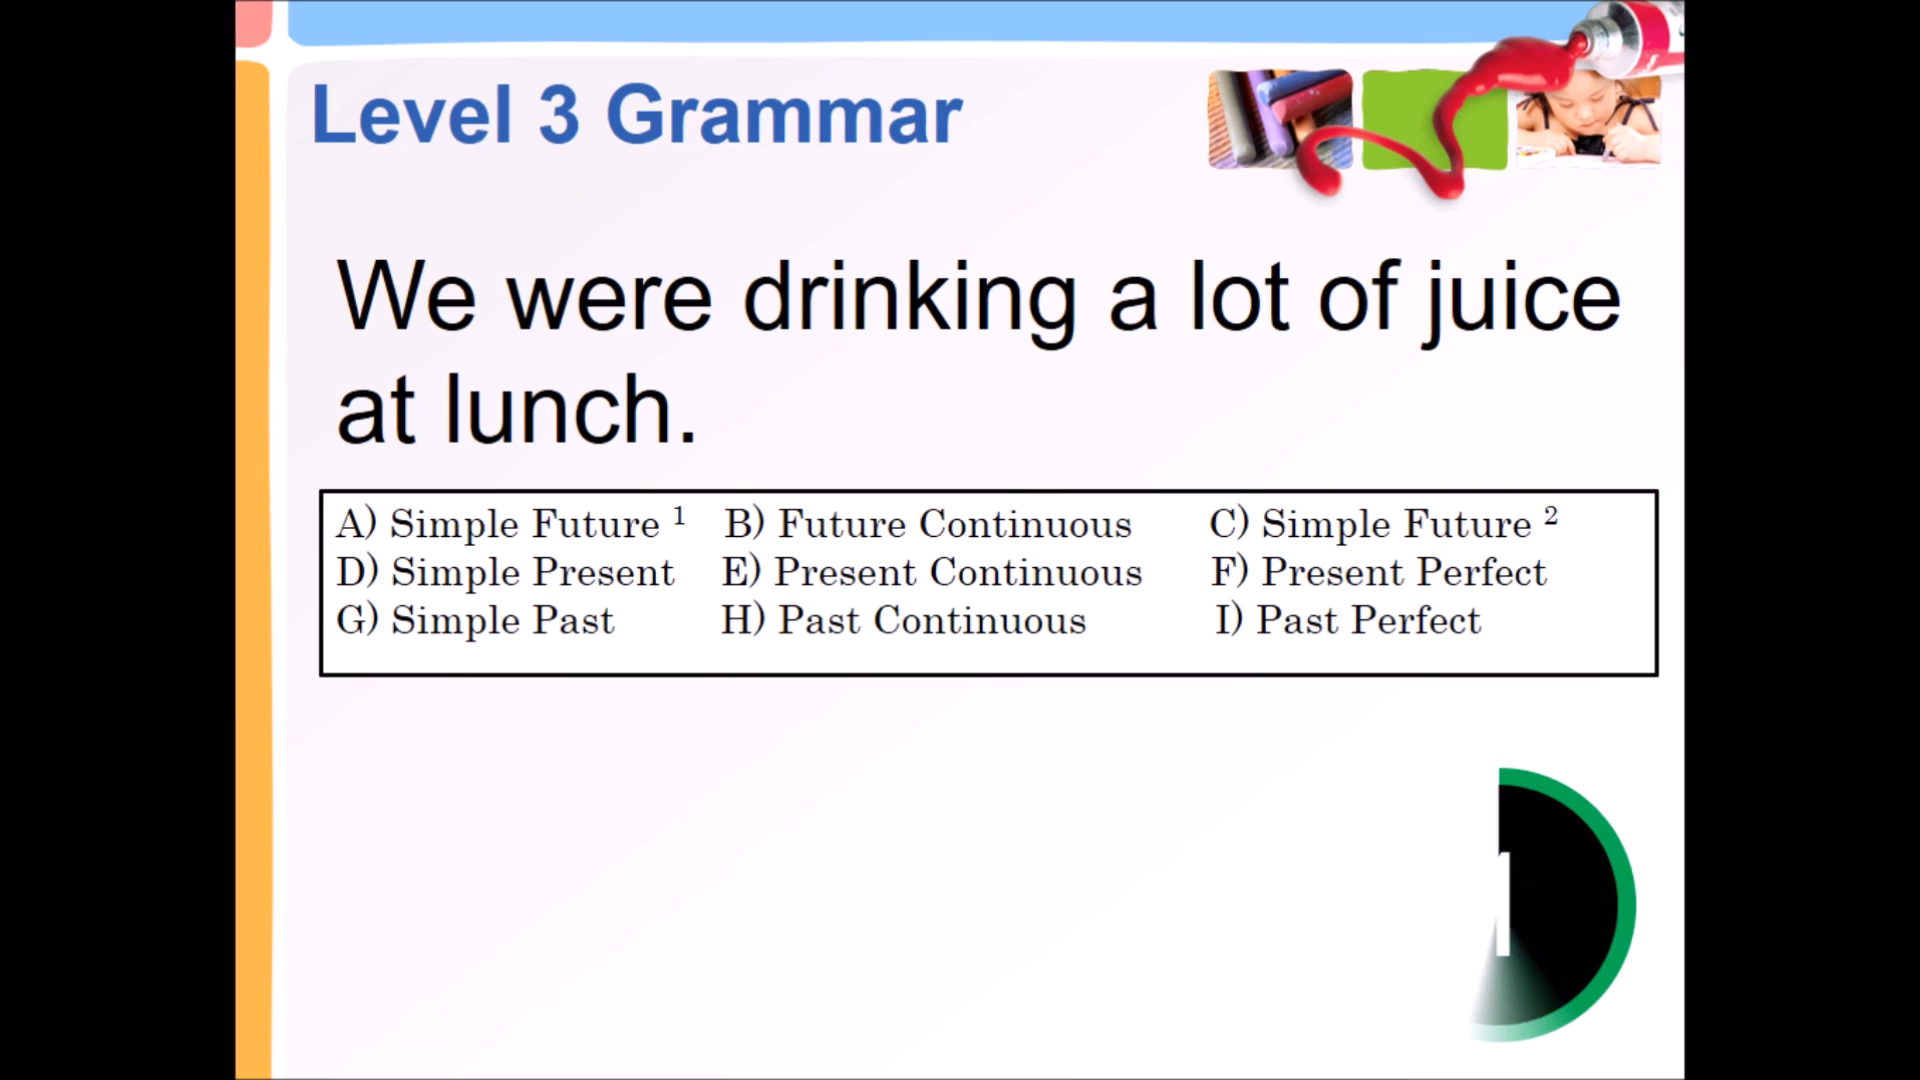 Level 3 Grammar
We were drinking a lot of juice
at lunch.
A) Simple Future ¹ B) Future Continuous C) Simple Future ²
D) Simple Present E) Present Continuous F) Present Perfect
G) Simple Past H) Past Continuous I) Past Perfect
1